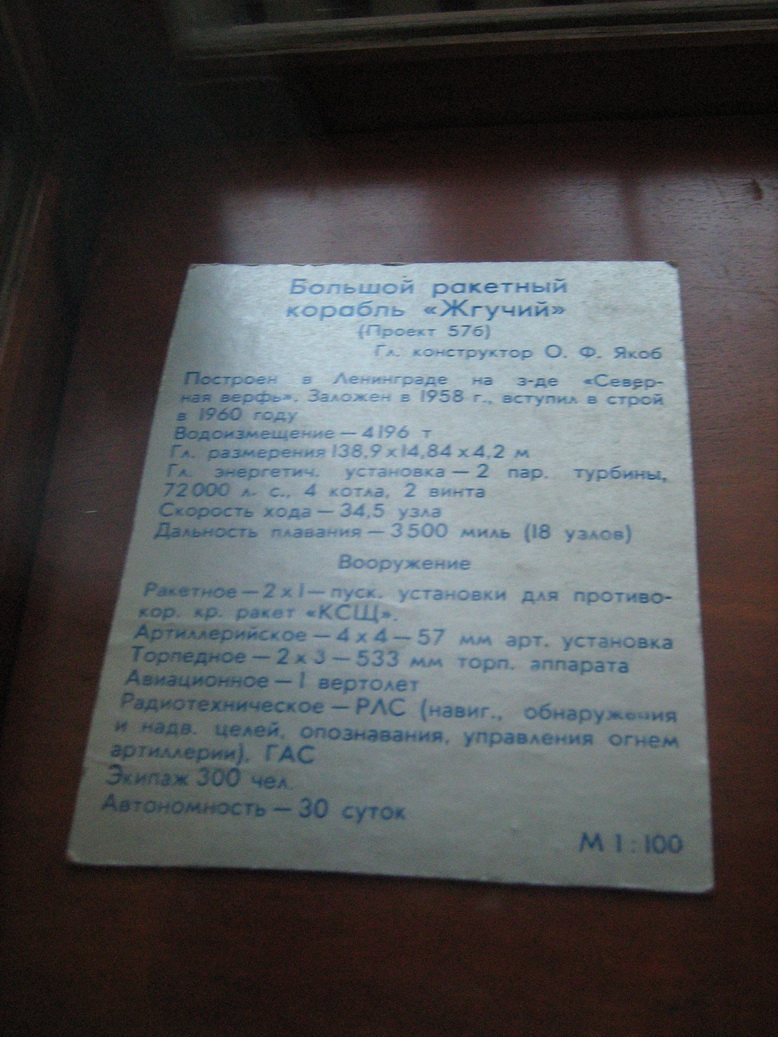 Большой ракетный
корабль «Жгучий»
(Проект 57б)
Гл. конструктор О. Ф. Якоб
Построен в Ленинграде на з-де «Север-
ная верфь». Заложен в 1958 г., вступил в строй
в 1960 году
Водоизмещение — 4196 т
Гл. размерения 138,9 х 14,84 х 4,2 м
Гл. энергетич. установка — 2 пар. турбины,
72000 л. с., 4 котла, 2 винта
Скорость хода — 34,5 узла
Дальность плавания — 3500 миль (18 узлов)
Вооружение
Ракетное — 2 х 1 — пуск. установки для противо-
кор. кр. ракет «КСЩ».
Артиллерийское — 4 х 4 — 57 мм арт. установка
Торпедное — 2 х 3 — 533 мм торп. аппарата
Авиационное — 1 вертолет
Радиотехническое — РЛС (навиг., обнаружения
и надв. целей, опознавания, управления огнем
артиллерии), ГАС
Экипаж 300 чел.
Автономность — 30 суток
М 1 : 100